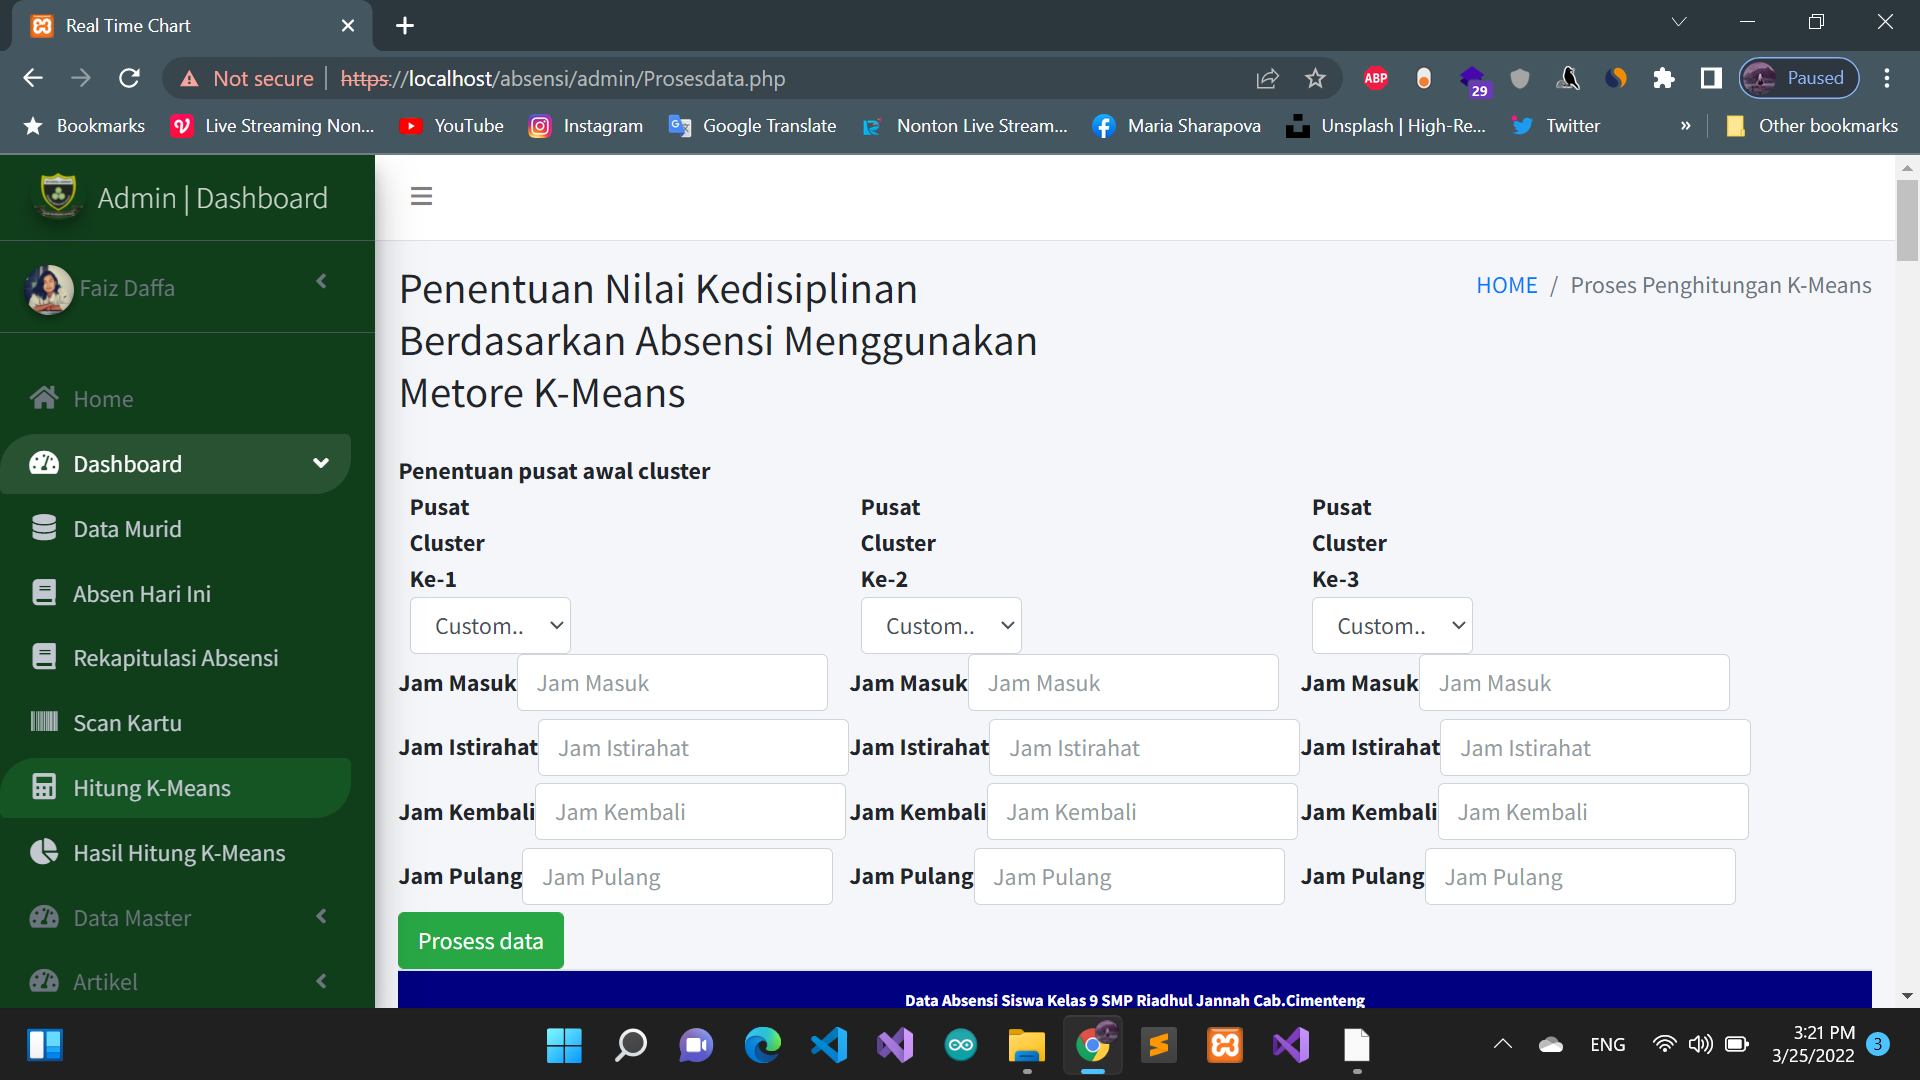 Real Time Chart
Not secure
https://localhost/absensi/admin/Prosesdata.php
ABP
29
Paused
Bookmarks
Live Streaming Non...
YouTube
Instagram
Google Translate
Nonton Live Stream...
Maria Sharapova
Unsplash | High-Re...
Twitter
»
Other bookmarks
Admin | Dashboard
Faiz Daffa
Home
Dashboard
Data Murid
Absen Hari Ini
Rekapitulasi Absensi
Scan Kartu
Hitung K-Means
Hasil Hitung K-Means
Data Master
Artikel
Penentuan Nilai Kedisiplinan
Berdasarkan Absensi Menggunakan
Metore K-Means
HOME / Proses Penghitungan K-Means
Penentuan pusat awal cluster
Pusat
Cluster
Ke-1
Custom..
Jam Masuk Jam Masuk
Jam Istirahat Jam Istirahat
Jam Kembali Jam Kembali
Jam Pulang Jam Pulang
Pusat
Cluster
Ke-2
Custom..
Jam Masuk Jam Masuk
Jam Istirahat Jam Istirahat
Jam Kembali Jam Kembali
Jam Pulang Jam Pulang
Pusat
Cluster
Ke-3
Custom..
Jam Masuk Jam Masuk
Jam Istirahat Jam Istirahat
Jam Kembali Jam Kembali
Jam Pulang Jam Pulang
Prosess data
Data Absensi Siswa Kelas 9 SMP Riadhul Jannah Cab.Cimenteng
ENG
3:21 PM
3/25/2022
3